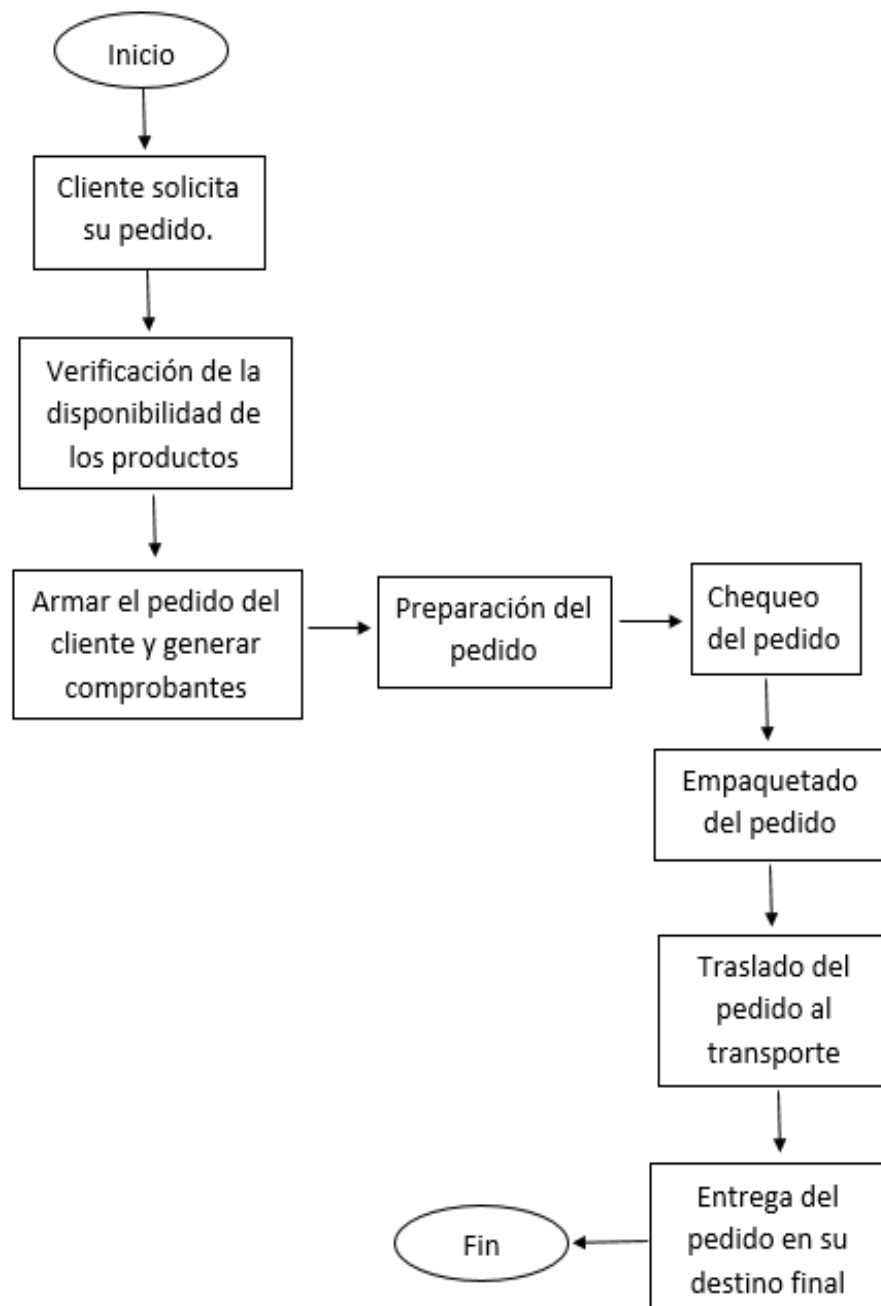 Inicio
Cliente solicita
su pedido.
Verificación de la
disponibilidad de
los productos
Armar el pedido del
cliente y generar
comprobantes
Preparación del
pedido
Chequeo
del pedido
Empaquetado
del pedido
Traslado del
pedido al
transporte
Entrega del
pedido en su
destino final
Fin